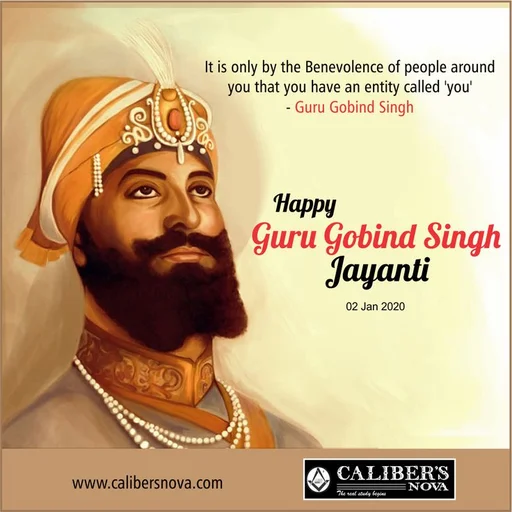 It is only by the Benevolence of people around
you that you have an entity called 'you'
- Guru Gobind Singh
Happy
Guru Gobind Singh
Jayanti
02 Jan 2020
www.calibersnova.com
CALIBER'S
NOVA
The real study begins